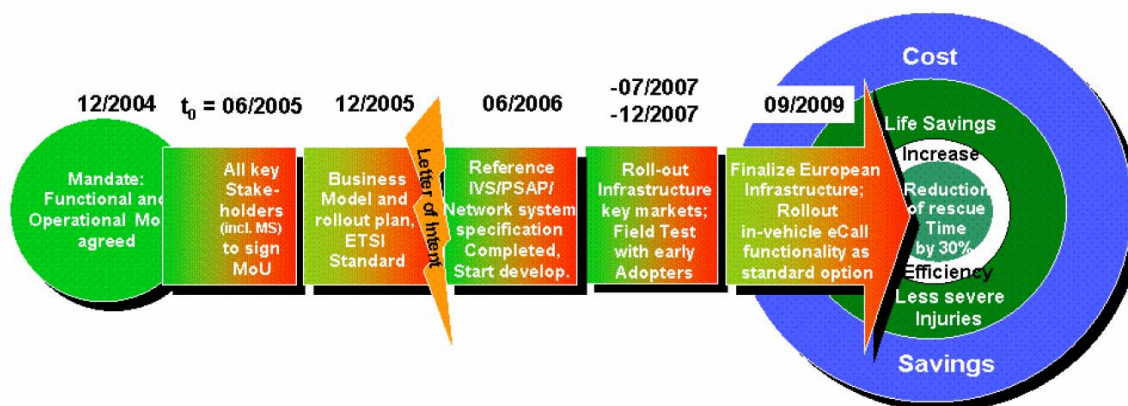 12/2004
t0 = 06/2005
12/2005
06/2006
-07/2007
-12/2007
09/2009
Mandate:
Functional and
Operational Mo
agreed
All key
Stake-
holders
(incl. MS)
to sign
MoU
Business
Model and
rollout plan,
ETSI
Standard
Letter of Intent
Reference
IVS/PSAP/
Network system
specification
Completed,
Start develop.
Roll-out
Infrastructure
key markets;
Field Test
with early
Adopters
Finalize European
Infrastructure;
Rollout
in-vehicle eCall
functionality as
standard option
Cost
Life Savings
Increase
Reduction
of rescue
Time
by 30%
Efficiency
Less severe
Injuries
Savings